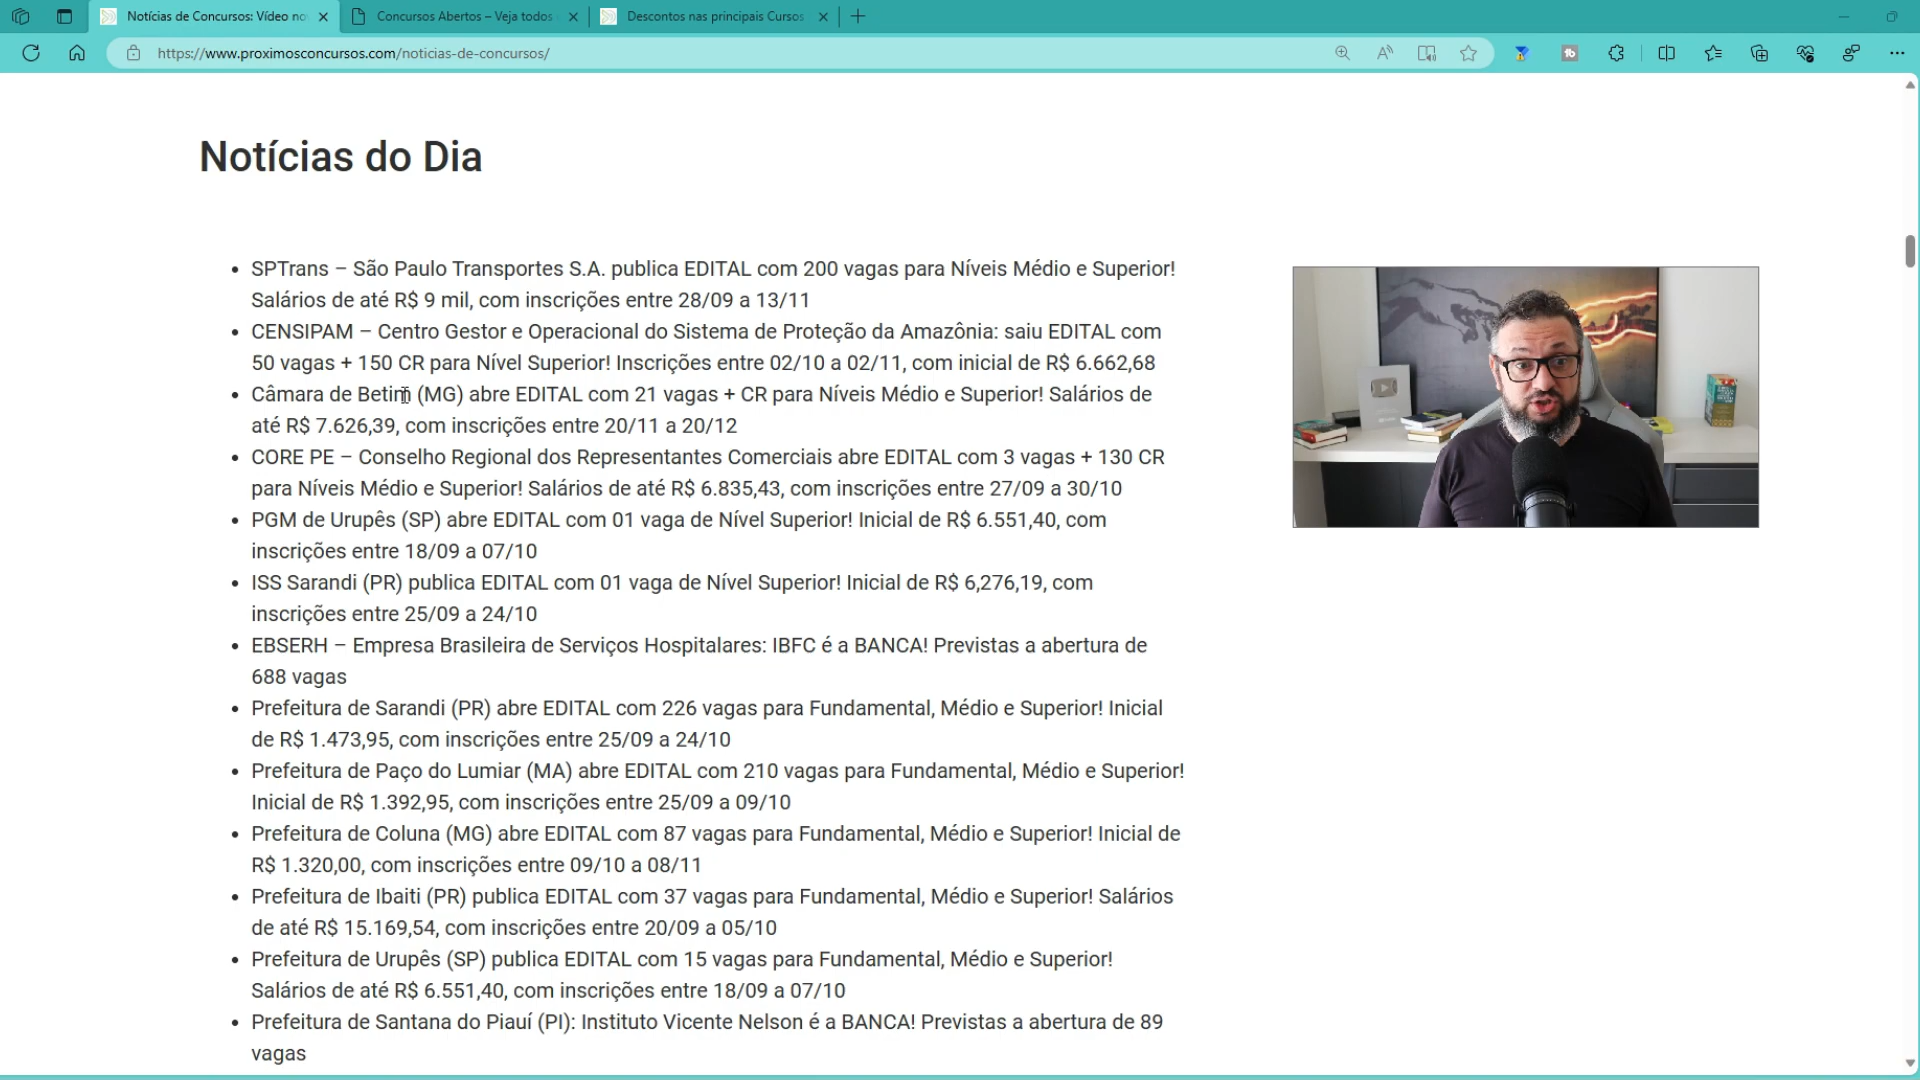 Notícias de Concursos: Vídeo no
Concursos Abertos – Veja todos
Descontos nas principais Cursos
https://www.proximosconcursos.com/noticias-de-concursos/
Notícias do Dia
SPTrans – São Paulo Transportes S.A. publica EDITAL com 200 vagas para Níveis Médio e Superior!
Salários de até R$ 9 mil, com inscrições entre 28/09 a 13/11
CENSIPAM – Centro Gestor e Operacional do Sistema de Proteção da Amazônia: saiu EDITAL com
50 vagas + 150 CR para Nível Superior! Inscrições entre 02/10 a 02/11, com inicial de R$ 6.662,68
Câmara de Betim (MG) abre EDITAL com 21 vagas + CR para Níveis Médio e Superior! Salários de
até R$ 7.626,39, com inscrições entre 20/11 a 20/12
CORE PE – Conselho Regional dos Representantes Comerciais abre EDITAL com 3 vagas + 130 CR
para Níveis Médio e Superior! Salários de até R$ 6.835,43, com inscrições entre 27/09 a 30/10
PGM de Urupês (SP) abre EDITAL com 01 vaga de Nível Superior! Inicial de R$ 6.551,40, com
inscrições entre 18/09 a 07/10
ISS Sarandi (PR) publica EDITAL com 01 vaga de Nível Superior! Inicial de R$ 6,276,19, com
inscrições entre 25/09 a 24/10
EBSERH – Empresa Brasileira de Serviços Hospitalares: IBFC é a BANCA! Previstas a abertura de
688 vagas
Prefeitura de Sarandi (PR) abre EDITAL com 226 vagas para Fundamental, Médio e Superior! Inicial
de R$ 1.473,95, com inscrições entre 25/09 a 24/10
Prefeitura de Paço do Lumiar (MA) abre EDITAL com 210 vagas para Fundamental, Médio e Superior!
Inicial de R$ 1.392,95, com inscrições entre 25/09 a 09/10
Prefeitura de Coluna (MG) abre EDITAL com 87 vagas para Fundamental, Médio e Superior! Inicial de
R$ 1.320,00, com inscrições entre 09/10 a 08/11
Prefeitura de Ibaiti (PR) publica EDITAL com 37 vagas para Fundamental, Médio e Superior! Salários
de até R$ 15.169,54, com inscrições entre 20/09 a 05/10
Prefeitura de Urupês (SP) publica EDITAL com 15 vagas para Fundamental, Médio e Superior!
Salários de até R$ 6.551,40, com inscrições entre 18/09 a 07/10
Prefeitura de Santana do Piauí (PI): Instituto Vicente Nelson é a BANCA! Previstas a abertura de 89
vagas